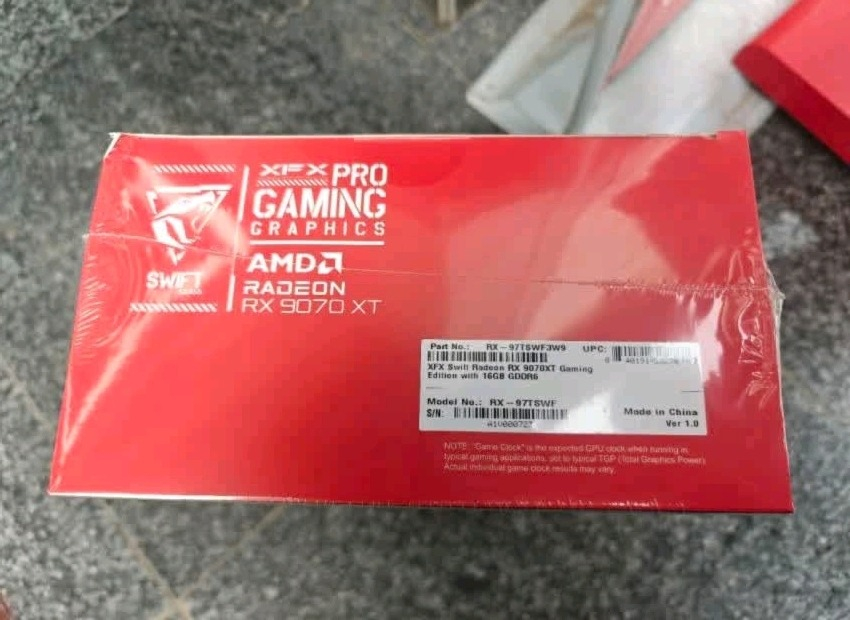 XFX PRO
GAMING
GRAPHICS
SWIFT
AMD
RADEON
RX 9070 XT
Part No.: RX-97TSWF3W9 UPC:
XFX Swift Radeon RX 9070XT Gaming
Edition with 16GB GDDR6
Model No.: RX-97TSWF
S/N:
Made in China
Ver 1.0
NOTE: "Game Clock" is the expected GPU clock when running in
typical gaming applications, set to typical TGP (Total Graphics Power).
Actual individual game clock results may vary.